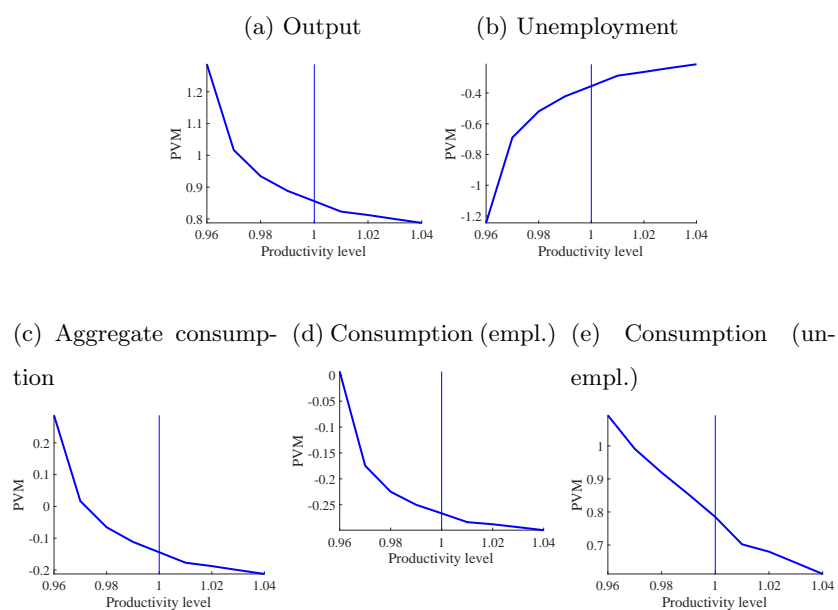 (a) Output
(b) Unemployment
1.2
1.1
1
0.9
0.8
PVM
0.96 0.98 1 1.02 1.04
Productivity level
-0.4
-0.6
-0.8
-1
-1.2
PVM
0.96 0.98 1 1.02 1.04
Productivity level
(c) Aggregate consump-
tion
0.2
0.1
0
-0.1
-0.2
PVM
0.96 0.98 1 1.02 1.04
Productivity level
(d) Consumption (empl.)
0
-0.05
-0.1
-0.15
-0.2
-0.25
PVM
0.96 0.98 1 1.02 1.04
Productivity level
(e) Consumption (un-
empl.)
1
0.9
0.8
0.7
PVM
0.96 0.98 1 1.02 1.04
Productivity level